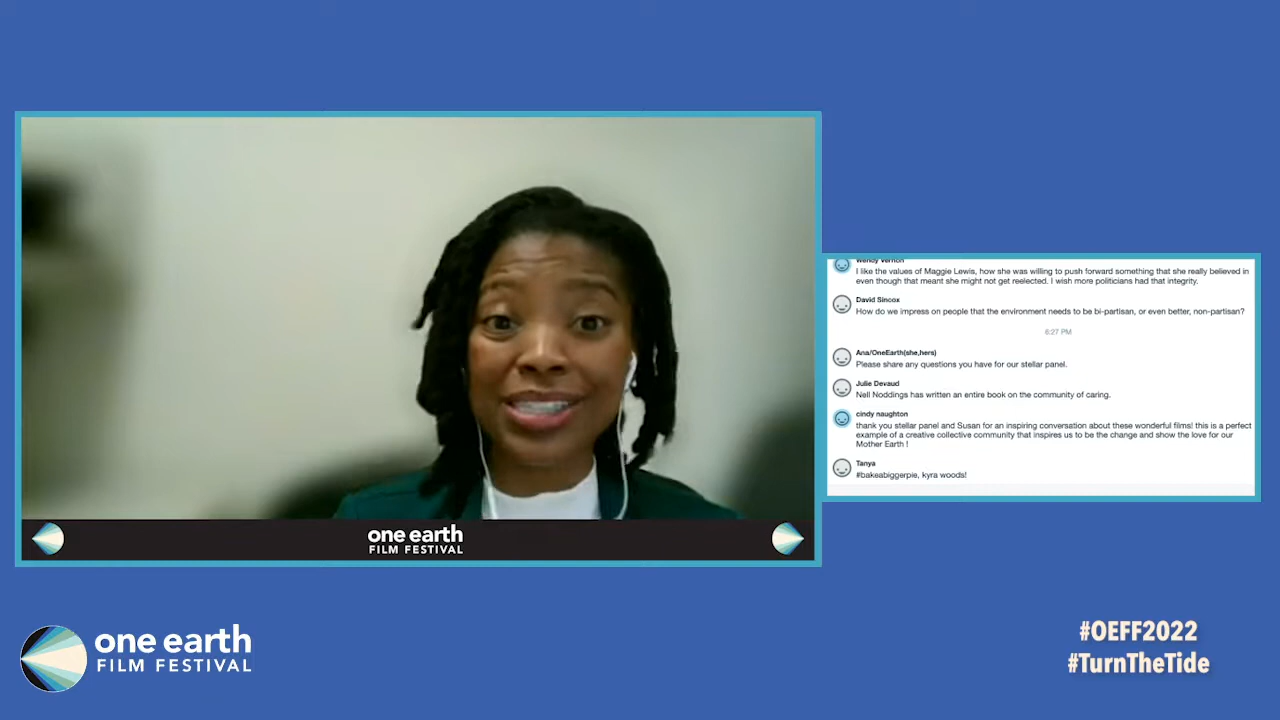 one earth
FILM FESTIVAL
Wendy Vernon
I like the values of Maggie Lewis, how she was willing to push forward something that she really believed in
even though that meant she might not get reelected. I wish more politicians had that integrity.
David Sincox
How do we impress on people that the environment needs to be bi-partisan, or even better, non-partisan?
6:27 PM
Ana/OneEarth(she,hers)
Please share any questions you have for our stellar panel.
Julie Devaud
Nell Noddings has written an entire book on the community of caring.
cindy naughton
thank you stellar panel and Susan for an inspiring conversation about these wonderful films! this is a perfect
example of a creative collective community that inspires us to be the change and show the love for our
Mother Earth !
Tanya
#bakeabiggerpie, kyra woods!
one earth
FILM FESTIVAL
#OEFF2022
#TurnTheTide